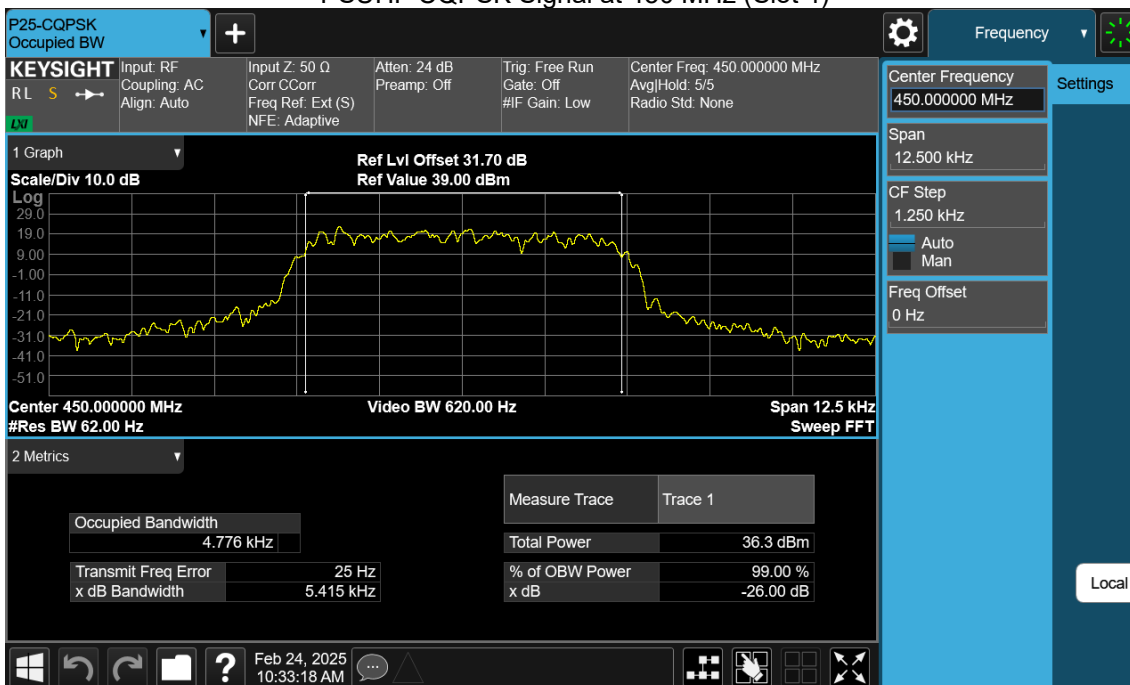 P25-CQPSK
Occupied BW
Frequency
KEYSIGHT
R L S
LXI
Input: RF
Coupling: AC
Align: Auto
Input Z: 50 Ω
Corr CCorr
Freq Ref: Ext (S)
NFE: Adaptive
Atten: 24 dB
Preamp: Off
Trig: Free Run
Gate: Off
#IF Gain: Low
Center Freq: 450.000000 MHz
Avg|Hold: 5/5
Radio Std: None
Center Frequency
450.000000 MHz
Settings
Span
12.500 kHz
CF Step
1.250 kHz
Auto
Man
Freq Offset
0 Hz
1 Graph
Scale/Div 10.0 dB
Ref Lvl Offset 31.70 dB
Ref Value 39.00 dBm
Log
29.0
19.0
9.00
-1.00
-11.0
-21.0
-31.0
-41.0
-51.0
Center 450.000000 MHz
#Res BW 62.00 Hz
Video BW 620.00 Hz
Span 12.5 kHz
Sweep FFT
2 Metrics
Measure Trace Trace 1
Occupied Bandwidth
4.776 kHz
Total Power 36.3 dBm
Transmit Freq Error 25 Hz
% of OBW Power 99.00 %
x dB Bandwidth 5.415 kHz
x dB -26.00 dB
Local
Feb 24, 2025
10:33:18 AM